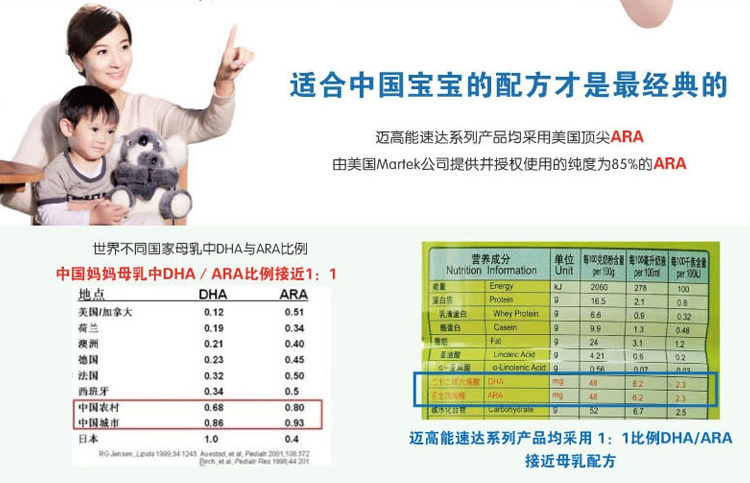 适合中国宝宝的配方才是最经典的
迈高能速达系列产品均采用美国顶尖ARA
由美国Martek公司提供并授权使用的纯度为85%的ARA
世界不同国家母乳中DHA与ARA比例
中国妈妈母乳中DHA / ARA比例接近1：1
地点 DHA ARA
美国/加拿大 0.12 0.51
荷兰 0.19 0.34
澳洲 0.21 0.40
德国 0.23 0.45
法国 0.32 0.50
西班牙 0.34 0.5
中国农村 0.68 0.80
中国城市 0.86 0.93
日本 1.0 0.4
RG Jensen, Lipids 1999;34:1243. Auestad, et al, Pediatr 2001;108:372
Birch, et al, Pediatr Res 1998;44:201.
营养成分 单位 每100克奶粉含量 每100毫升奶液 每100千焦含量
Nutrition Information Unit per 100g per 100ml per 100kJ
能量 Energy kJ 2060 278 100
蛋白质 Protein g 16.5 2.1 0.8
乳清蛋白 Whey Protein g 6.6 0.9 0.32
酪蛋白 Casein g 9.9 1.3 0.48
脂肪 Fat g 24 3.1 1.2
亚油酸 Linoleic Acid g 4.21 0.6 0.2
α-亚麻酸 α-Linolenic Acid g 0.56 0.07 0.03
二十二碳六烯酸 DHA mg 48 6.2 2.3
花生四烯酸 ARA mg 48 6.2 2.3
碳水化合物 Carbohydrate g 52 6.7 2.5
迈高能速达系列产品均采用 1：1比例DHA/ARA
接近母乳配方